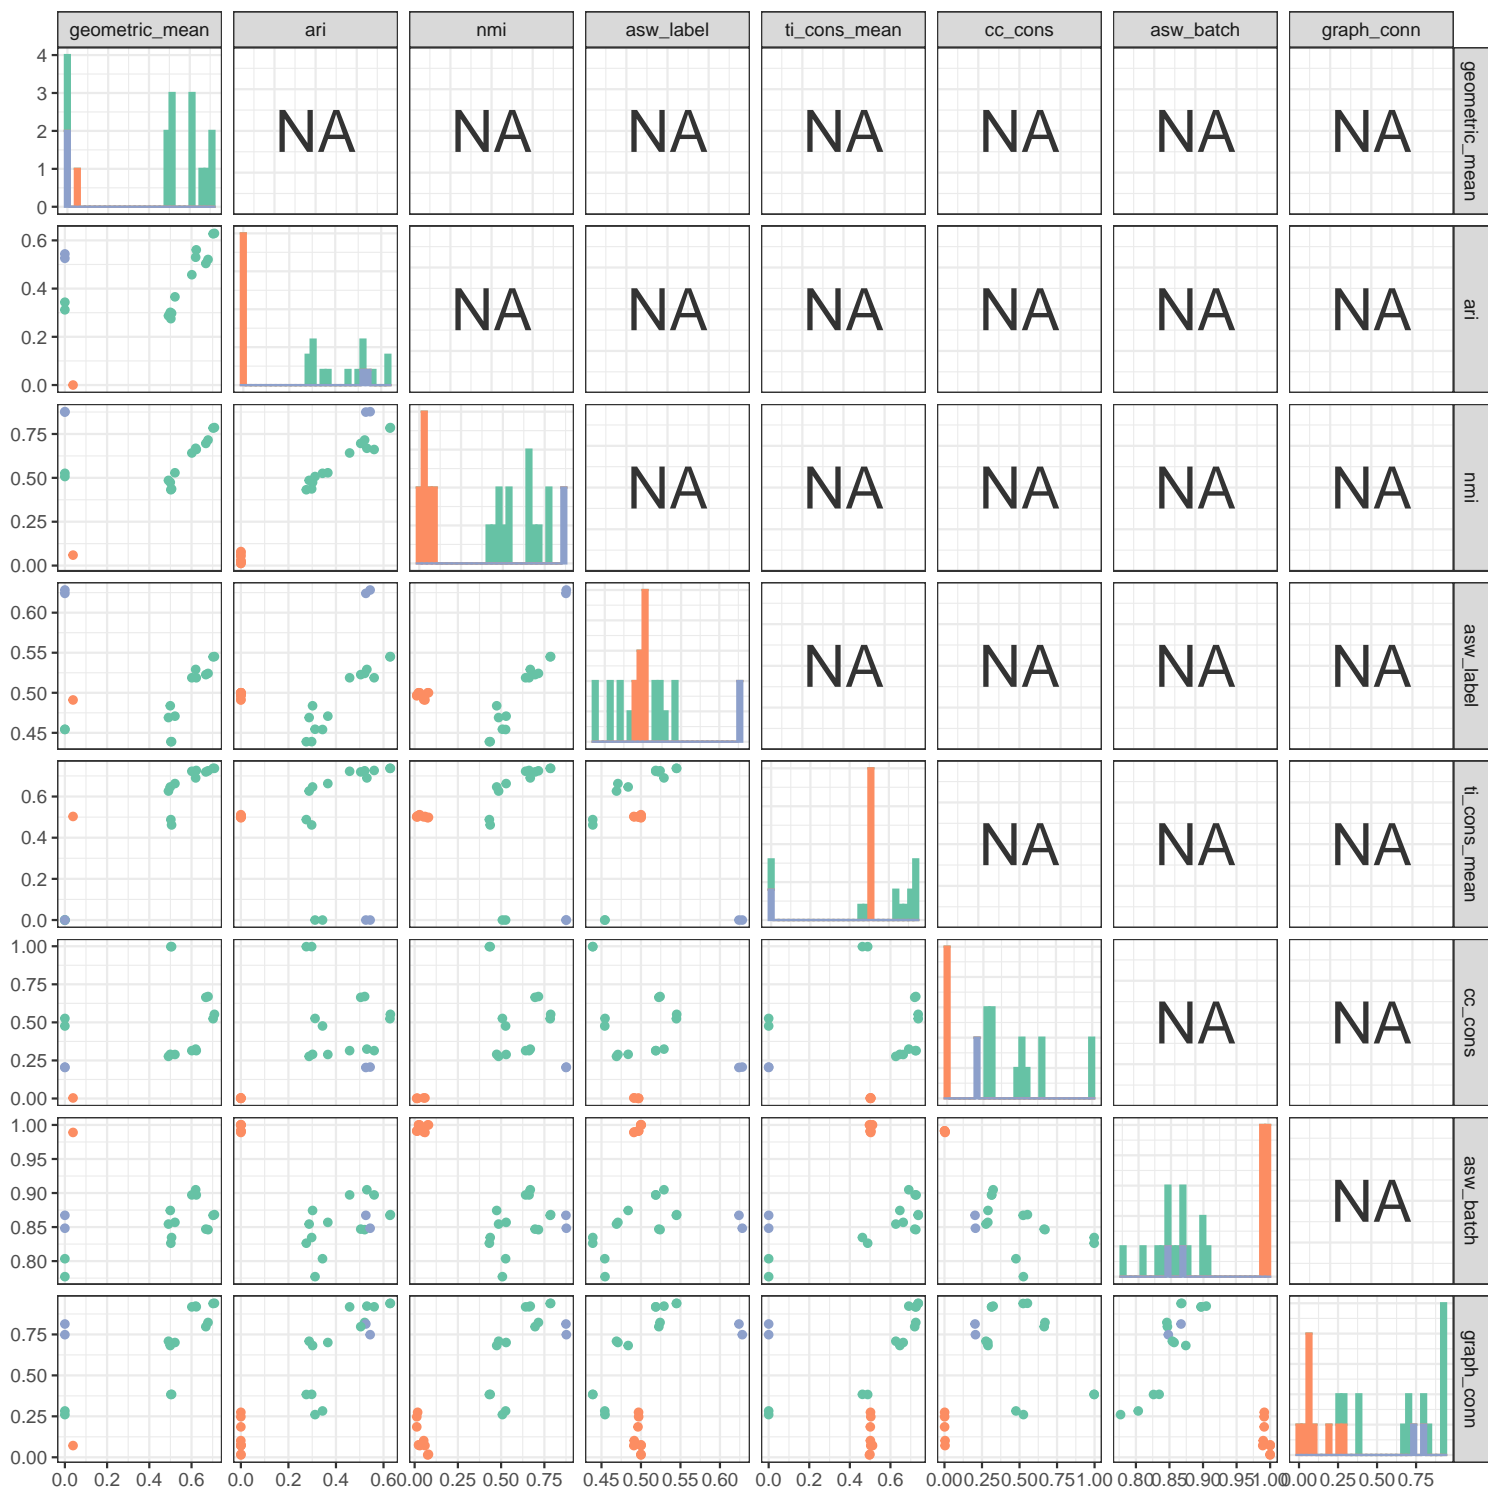 geometric_mean ari nmi asw_label ti_cons_mean cc_cons asw_batch graph_conn
4
3
2
1
0
NA NA NA NA NA NA NA
geometric_mean
0.6
0.4
0.2
0.0
NA NA NA NA NA NA
ari
0.75
0.50
0.25
0.00
NA NA NA NA NA
nmi
0.60
0.55
0.50
0.45
NA NA NA NA
asw_label
0.6
0.4
0.2
0.0
NA NA NA
ti_cons_mean
1.00
0.75
0.50
0.25
0.00
NA NA
cc_cons
1.00
0.95
0.90
0.85
0.80
NA
asw_batch
0.75
0.50
0.25
0.00
graph_conn
0.0 0.2 0.4 0.6 0.0 0.2 0.4 0.6 0.00 0.25 0.50 0.75 0.45 0.50 0.55 0.60 0.0 0.2 0.4 0.6 0.00 0.25 0.50 0.75 1.00 0.80 0.85 0.90 0.95 1.00 0.00 0.25 0.50 0.75